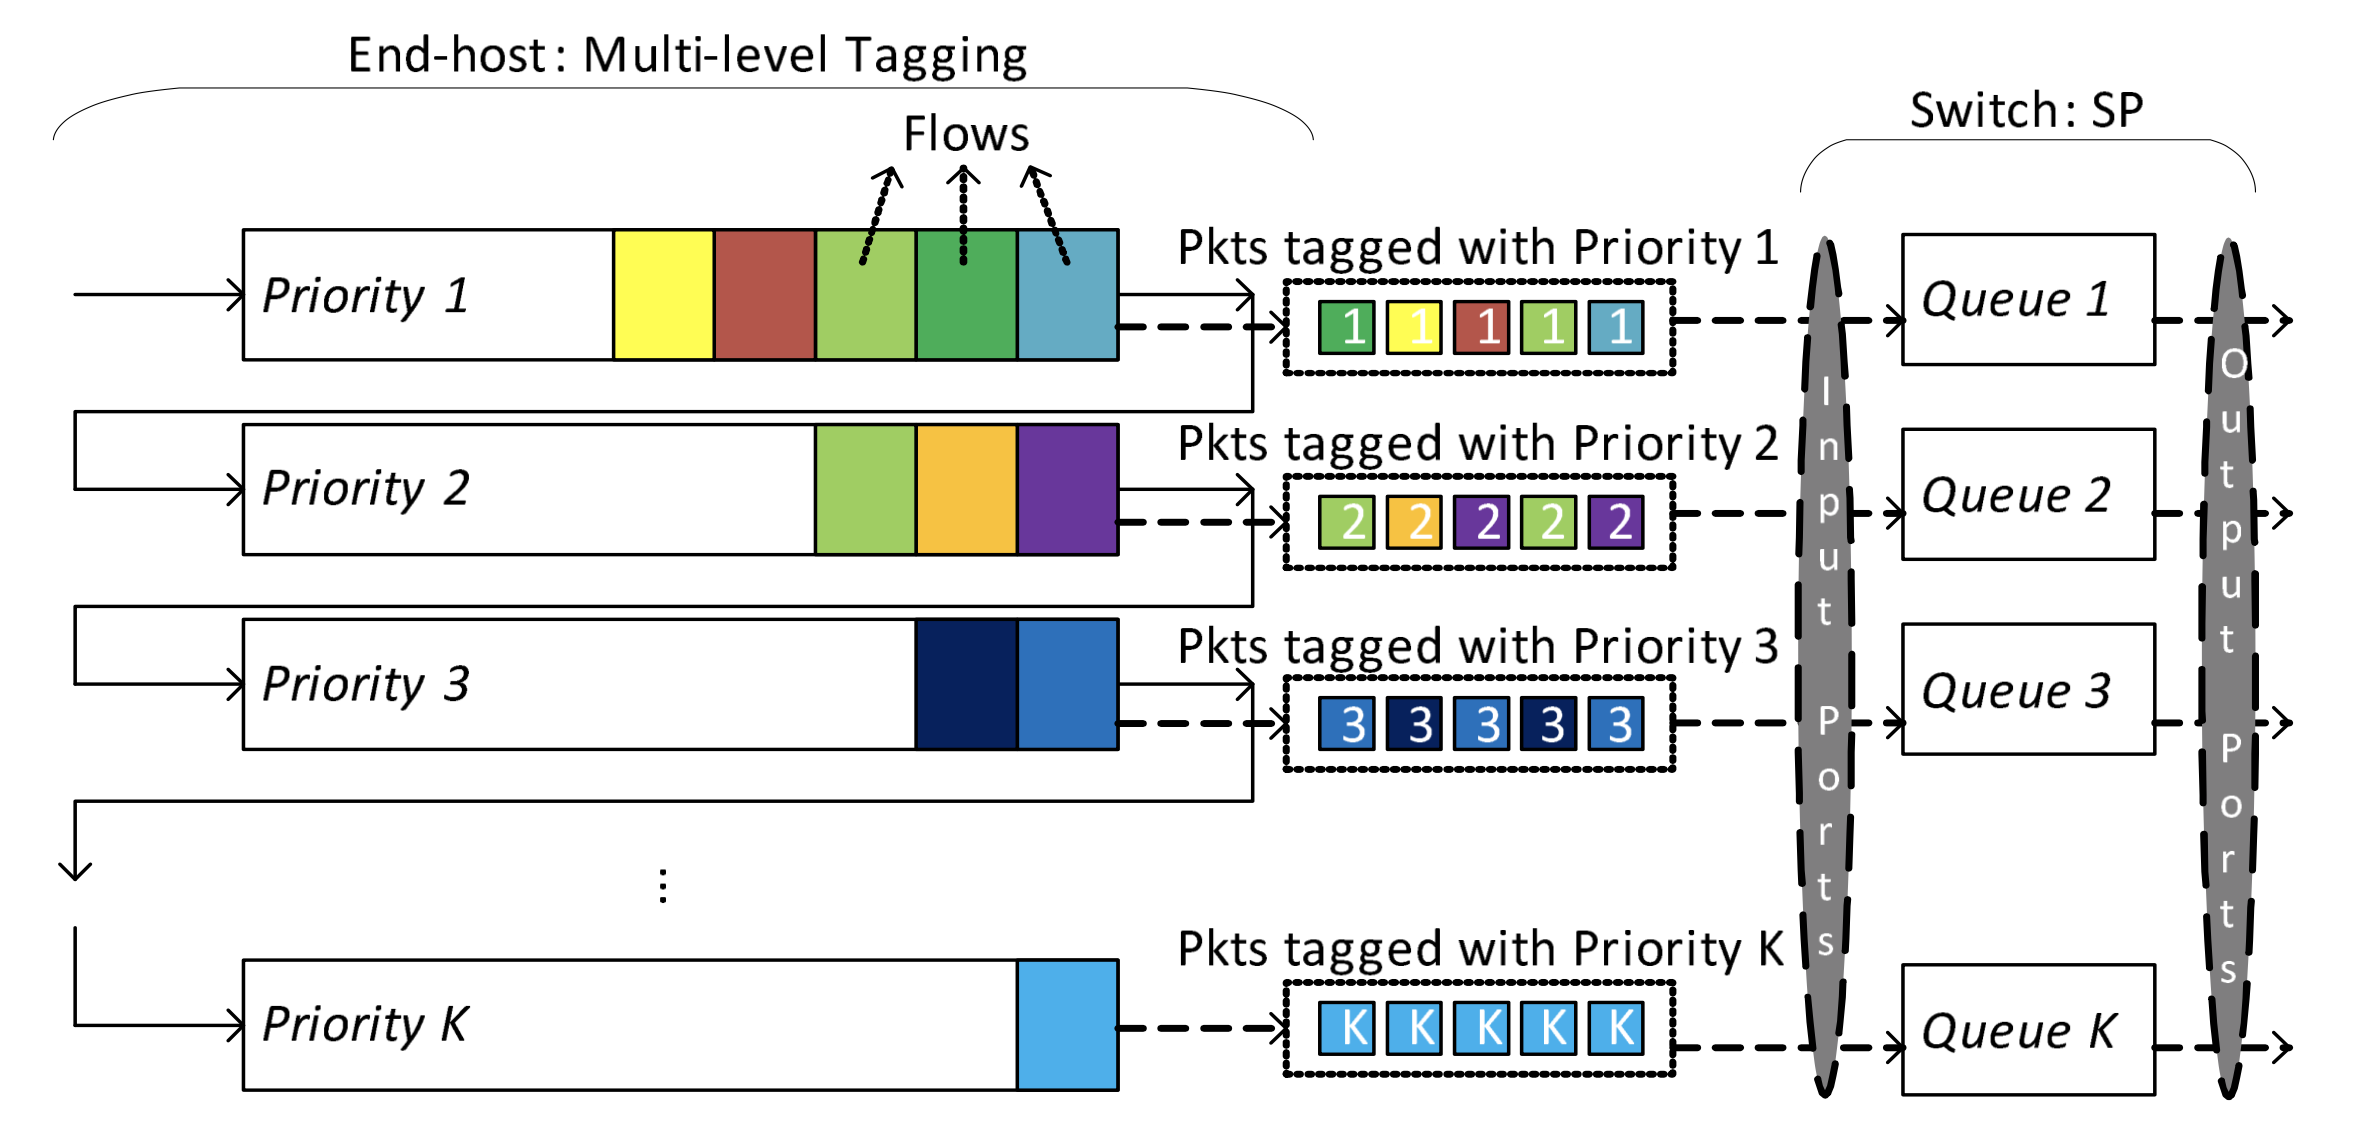 End-host: Multi-level Tagging
Switch: SP
Flows
Pkts tagged with Priority 1
Priority 1
1 1 1 1 1
Queue 1
Pkts tagged with Priority 2
Priority 2
2 2 2 2 2
Queue 2
Pkts tagged with Priority 3
Priority 3
3 3 3 3 3
Queue 3
⋮
Pkts tagged with Priority K
Priority K
K K K K K
Queue K
Input Ports
Output Ports